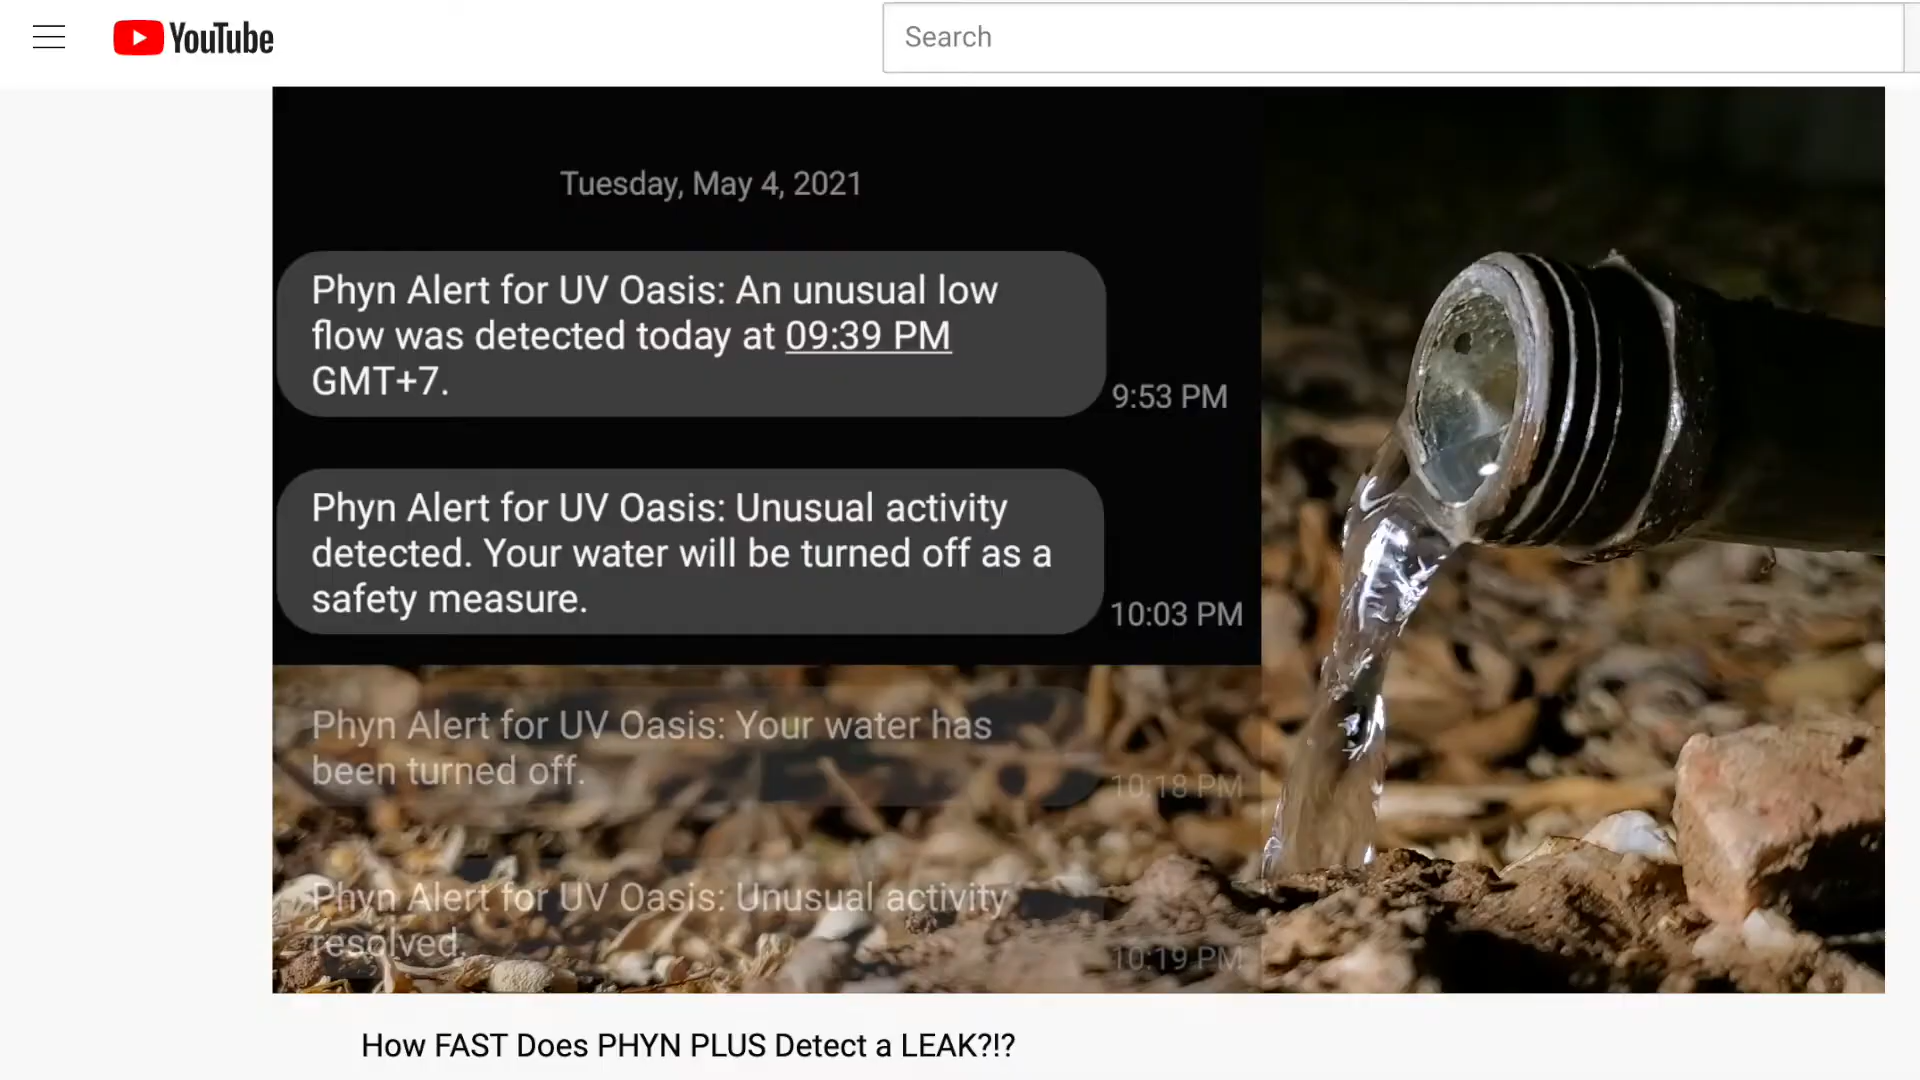 YouTube
Search
Tuesday, May 4, 2021
Phyn Alert for UV Oasis: An unusual low
flow was detected today at 09:39 PM
GMT+7.
9:53 PM
Phyn Alert for UV Oasis: Unusual activity
detected. Your water will be turned off as a
safety measure.
10:03 PM
Phyn Alert for UV Oasis: Your water has
been turned off.
10:18 PM
Phyn Alert for UV Oasis: Unusual activity
resolved.
10:19 PM
How FAST Does PHYN PLUS Detect a LEAK?!?